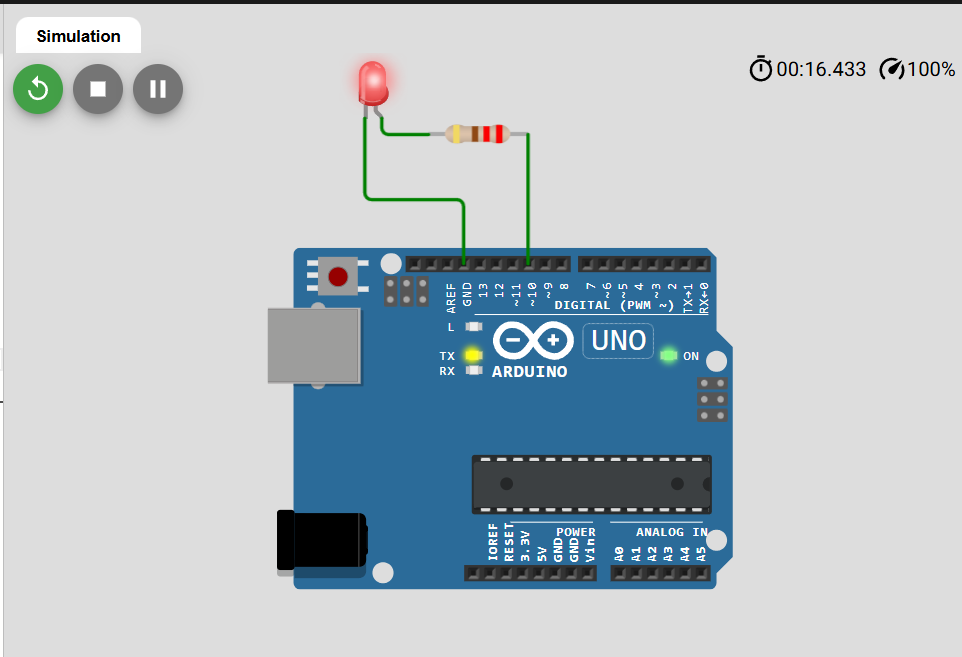 Simulation
00:16.433 100%
AREF GND 13 12 ~11 ~10 ~9 8 7 ~6 ~5 4 ~3 2 TX→1 RX←0
DIGITAL (PWM ~)
L
TX
RX
UNO
ON
ARDUINO
POWER
ANALOG IN
IOREF RESET 3.3V 5V GND GND Vin A0 A1 A2 A3 A4 A5